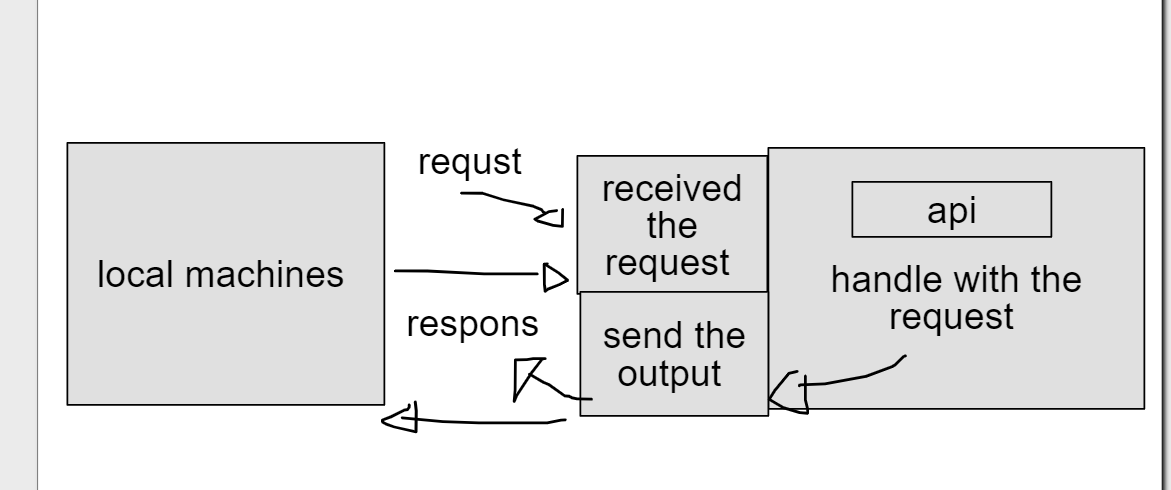 local machines
requst
respons
received
the
request
send the
output
api
handle with the
request